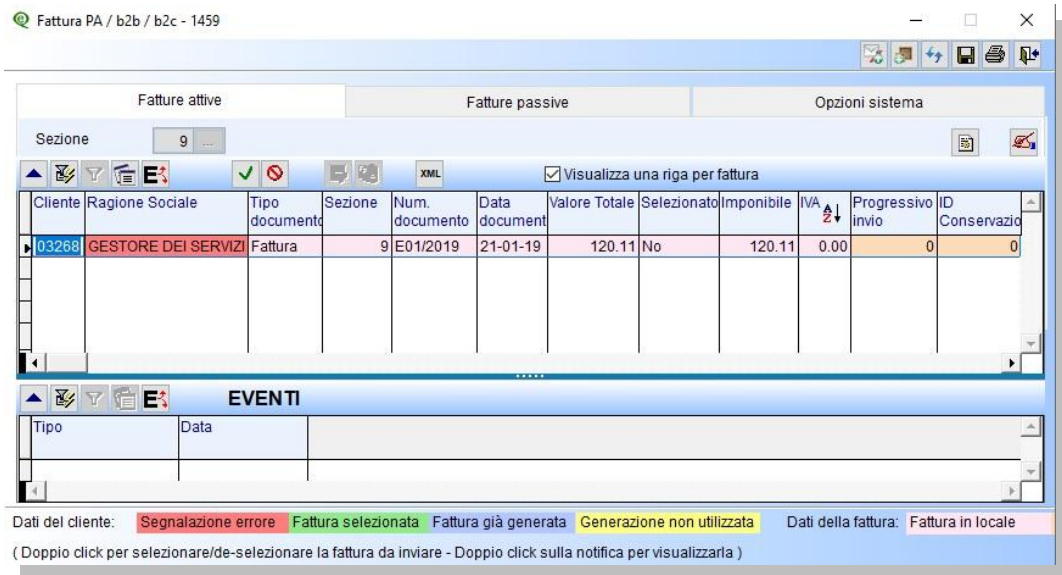 Fattura PA / b2b / b2c - 1459
Fatture attive
Fatture passive
Opzioni sistema
Sezione 9 ...
XML
Visualizza una riga per fattura
Cliente Ragione Sociale Tipo documento Sezione Num. documento Data document Valore Totale Selezionato Imponibile IVA Progressivo invio ID Conservazio
03268 GESTORE DEI SERVIZI Fattura 9 E01/2019 21-01-19 120.11 No 120.11 0.00 0 0
EVENTI
Tipo Data
Dati del cliente: Segnalazione errore Fattura selezionata Fattura già generata Generazione non utilizzata Dati della fattura: Fattura in locale
( Doppio click per selezionare/de-selezionare la fattura da inviare - Doppio click sulla notifica per visualizzarla )